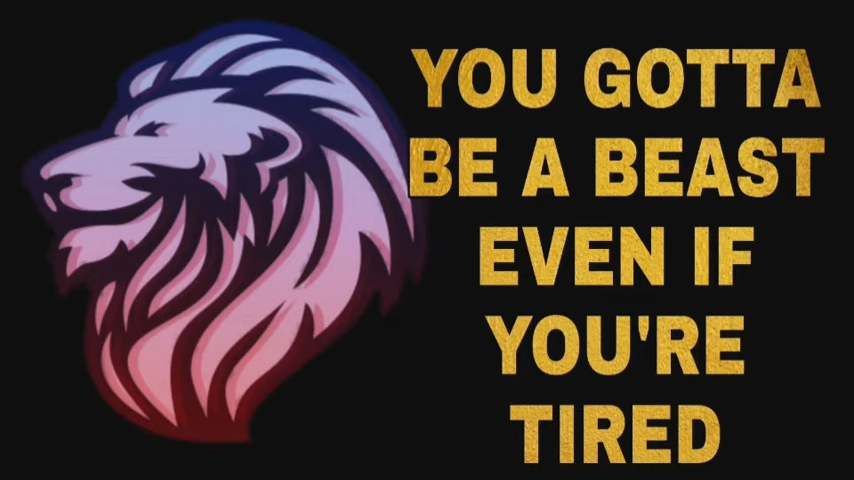 YOU GOTTA
BE A BEAST
EVEN IF
YOU'RE
TIRED